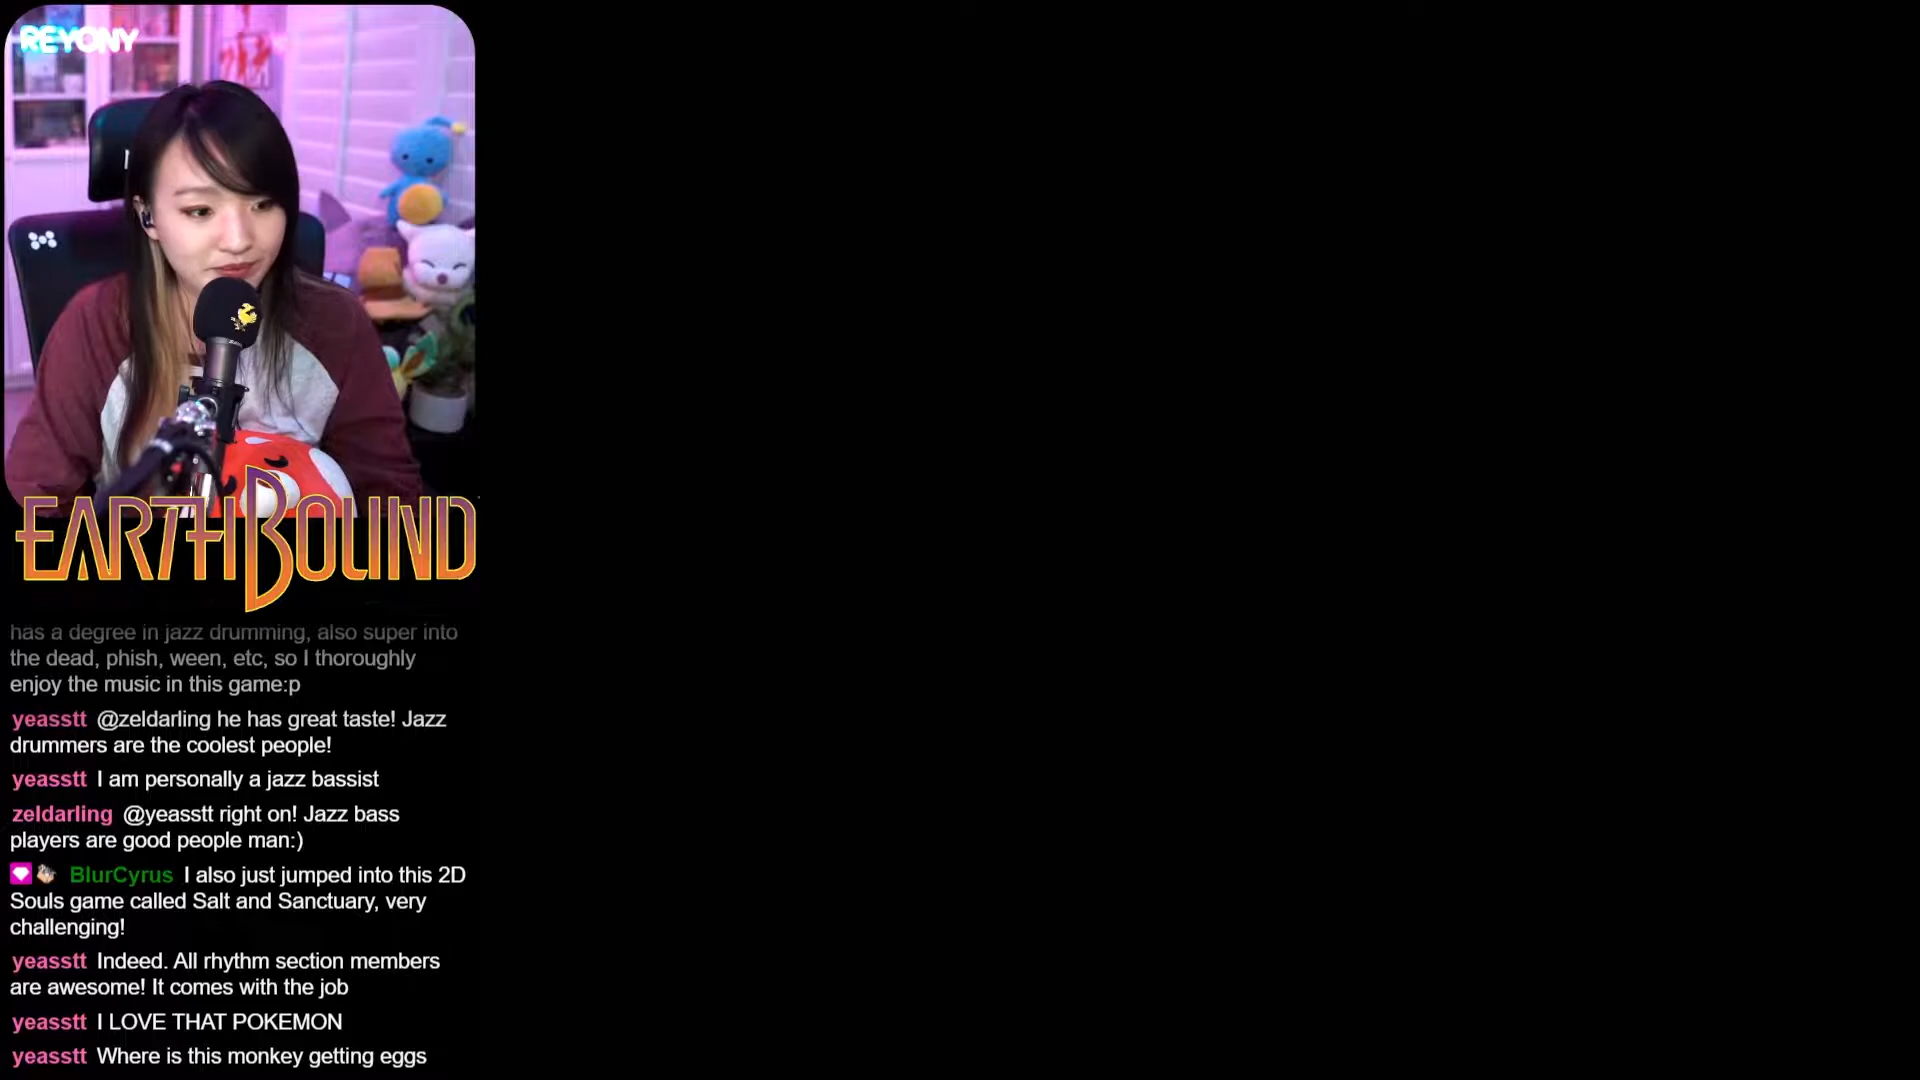 REYONY
EARTHBOUND
has a degree in jazz drumming, also super into
the dead, phish, ween, etc, so I thoroughly
enjoy the music in this game:p
yeasstt @zeldarling he has great taste! Jazz
drummers are the coolest people!
yeasstt I am personally a jazz bassist
zeldarling @yeasstt right on! Jazz bass
players are good people man:)
BlurCyrus I also just jumped into this 2D
Souls game called Salt and Sanctuary, very
challenging!
yeasstt Indeed. All rhythm section members
are awesome! It comes with the job
yeasstt I LOVE THAT POKEMON
yeasstt Where is this monkey getting eggs